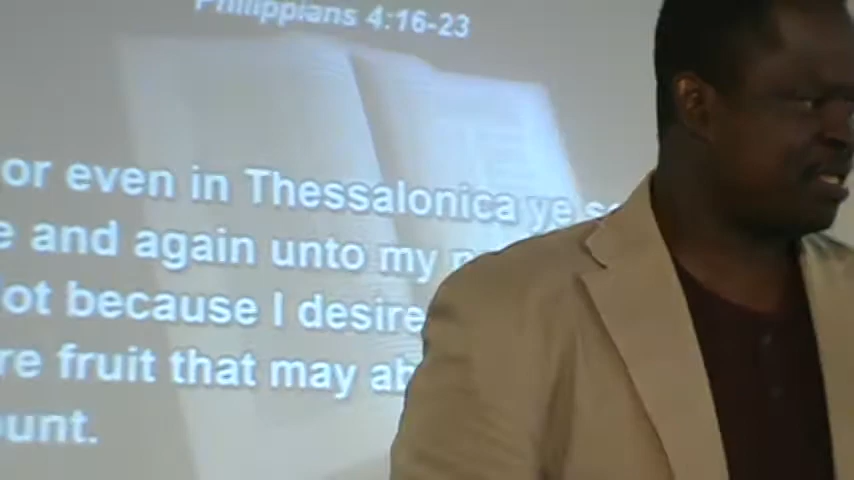 Philippians 4:16-23
or even in Thessalonica ye
and again unto my
ot because I desire
re fruit that may ab
ount.